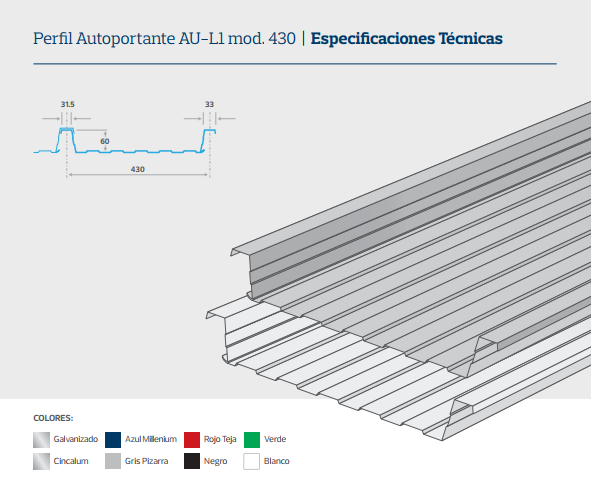 Perfil Autoportante AU-L1 mod. 430 | Especificaciones Técnicas
31.5
33
60
430
COLORES:
Galvanizado
Azul Millenium
Rojo Teja
Verde
Cincalum
Gris Pizarra
Negro
Blanco